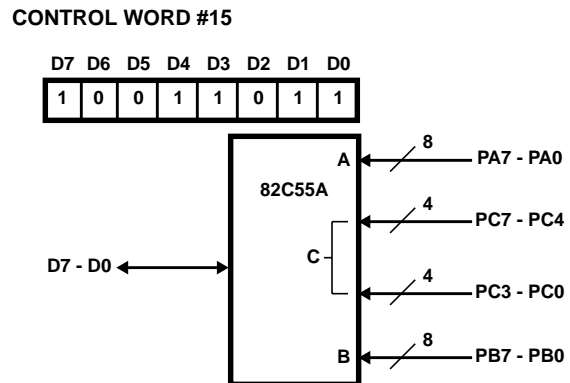 CONTROL WORD #15
D7 D6 D5 D4 D3 D2 D1 D0
1 0 0 1 1 0 1 1
8
A PA7 - PA0
82C55A
4
PC7 - PC4
C
D7 - D0
4
PC3 - PC0
8
B PB7 - PB0